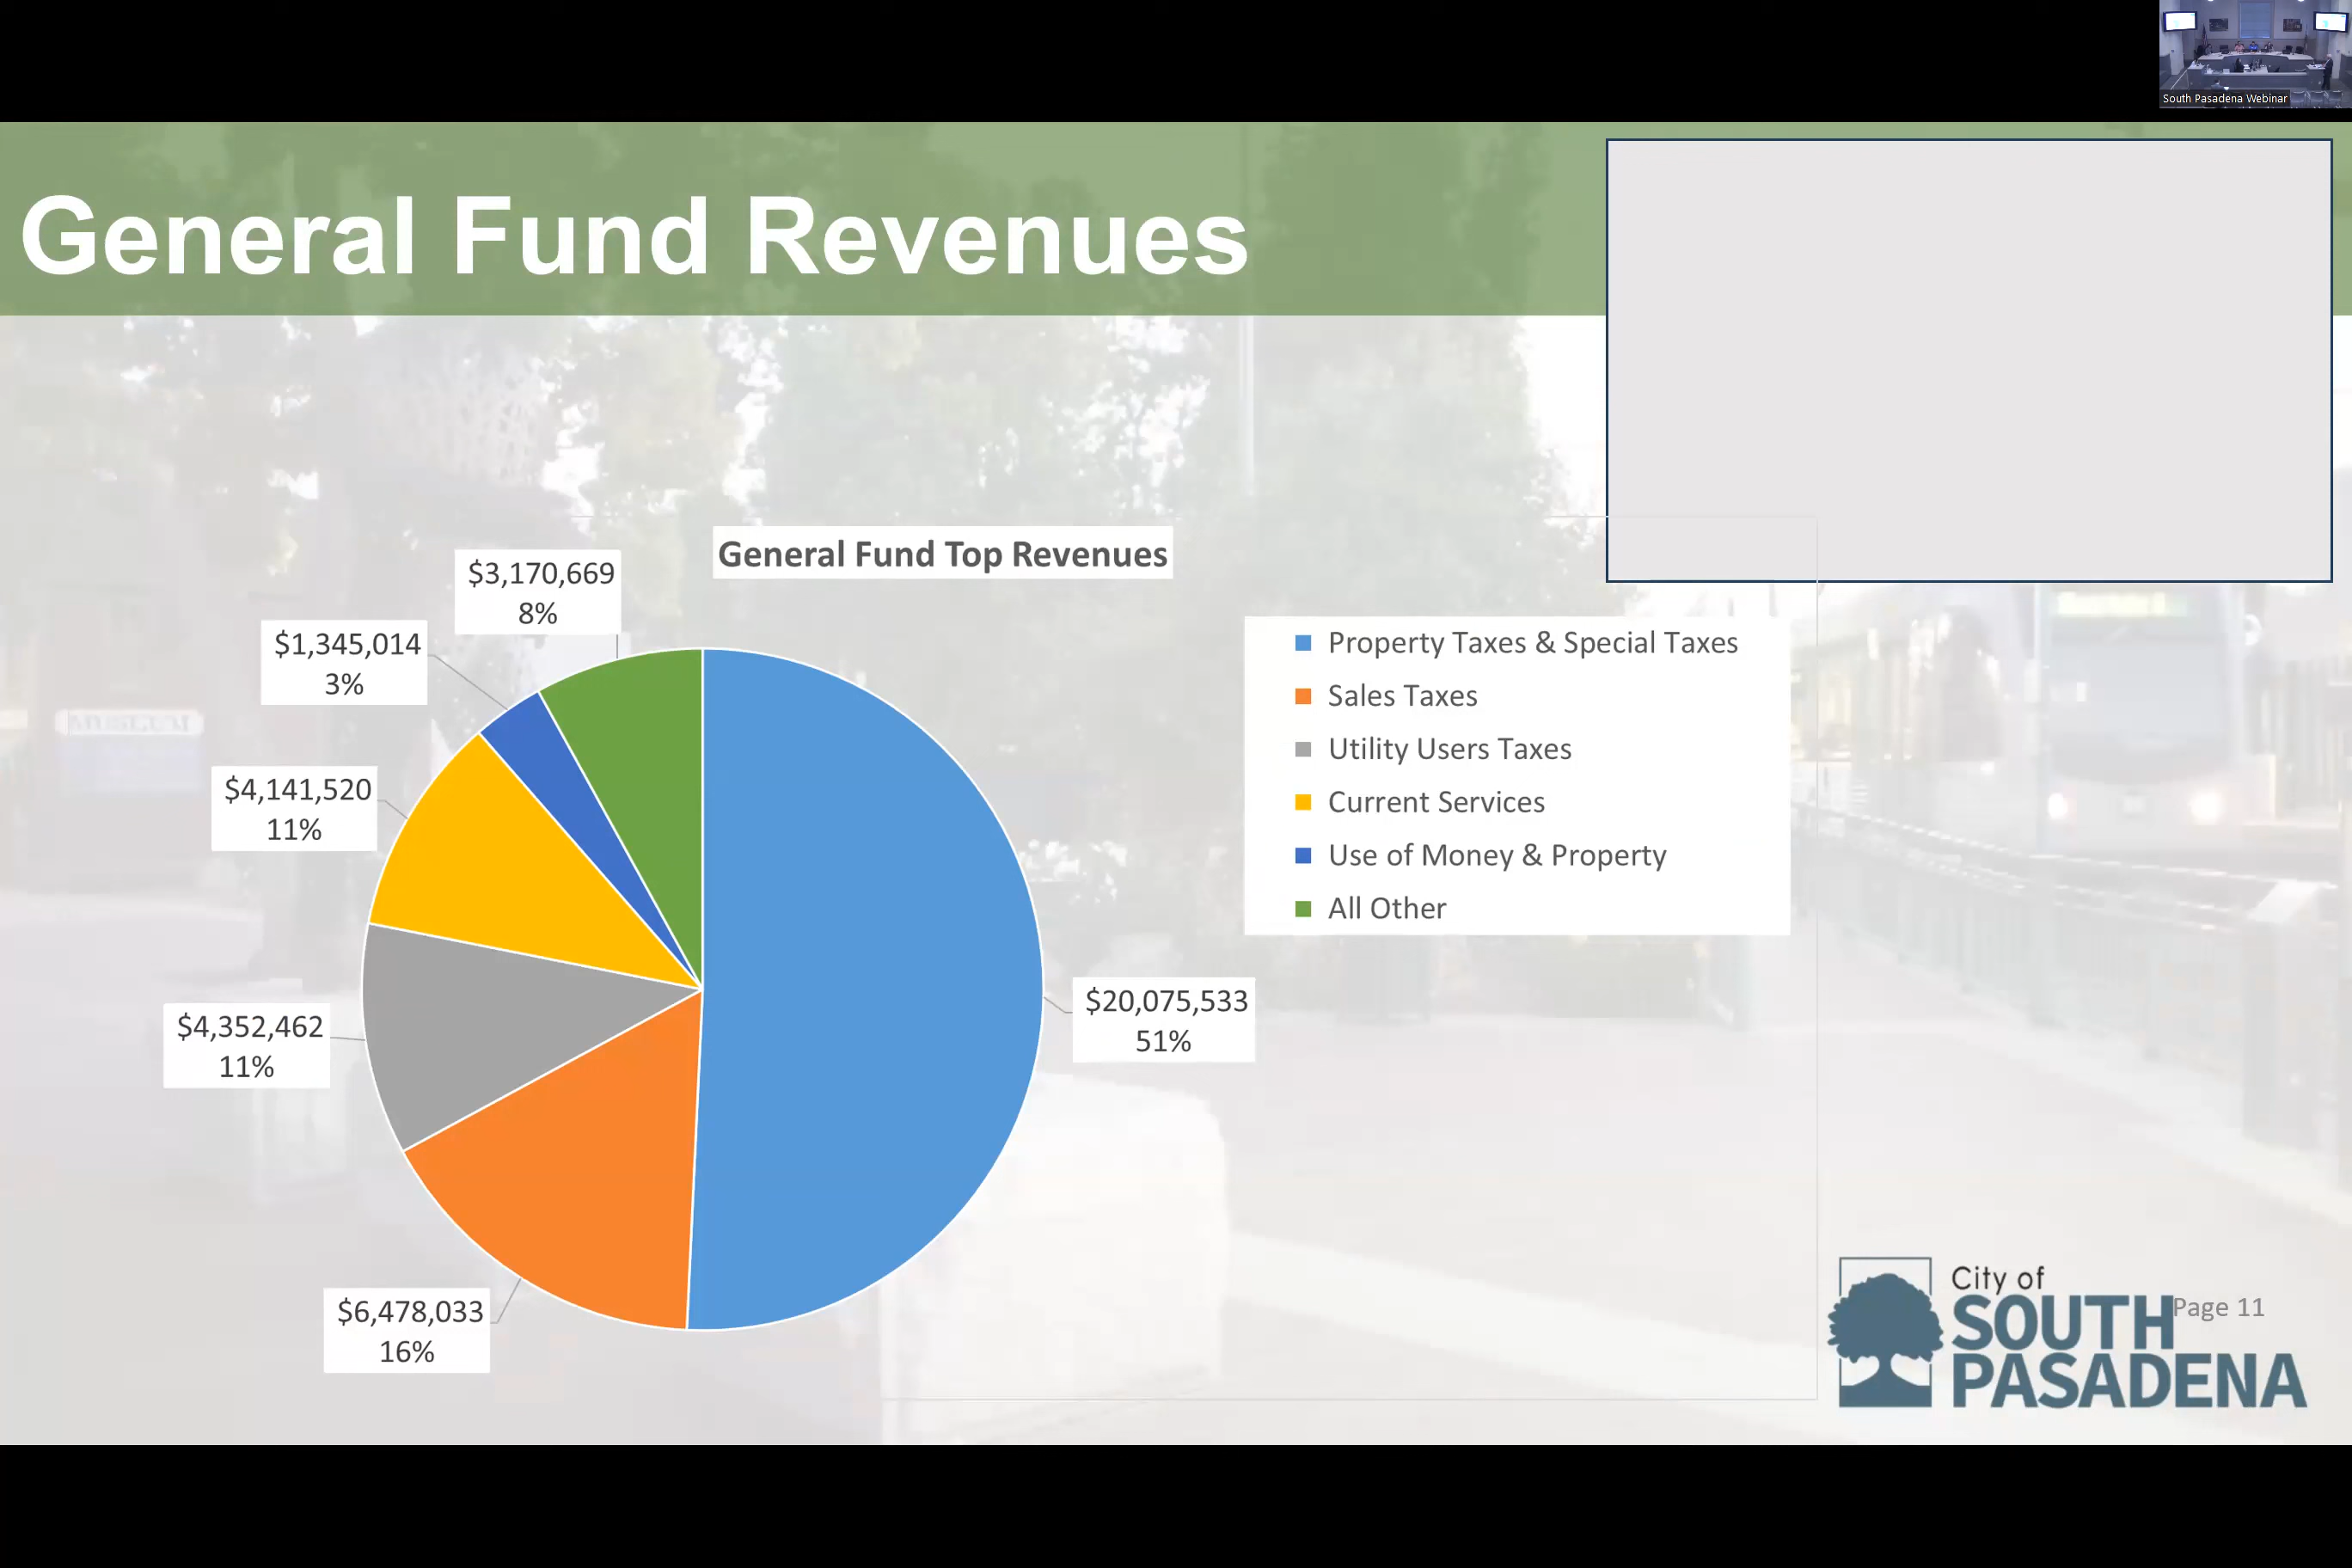 South Pasadena Webinar
General Fund Revenues
General Fund Top Revenues
$3,170,669
8%
$1,345,014
3%
$4,141,520
11%
$4,352,462
11%
$6,478,033
16%
$20,075,533
51%
Property Taxes & Special Taxes
Sales Taxes
Utility Users Taxes
Current Services
Use of Money & Property
All Other
MUSEUM
City of
SOUTH
PASADENA
Page 11